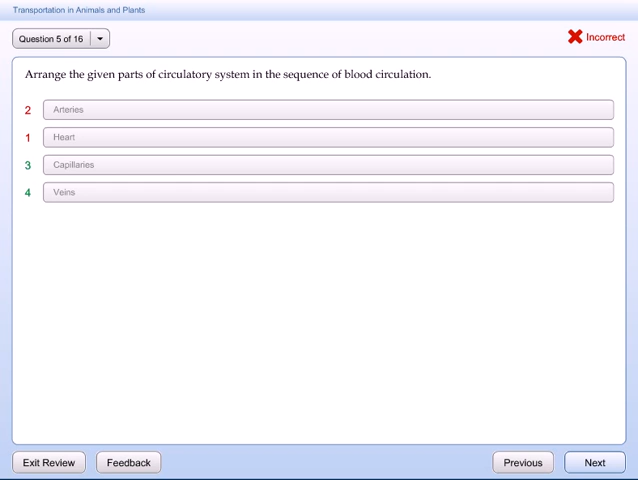 Transportation in Animals and Plants
Question 5 of 16
Incorrect
Arrange the given parts of circulatory system in the sequence of blood circulation.
2 Arteries
1 Heart
3 Capillaries
4 Veins
Exit Review Feedback Previous Next